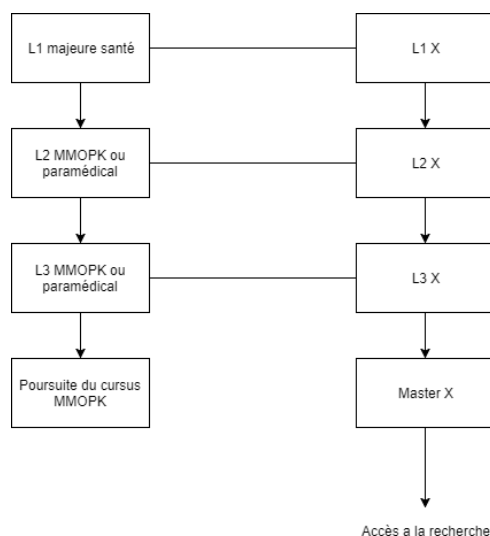 L1 majeure santé
L1 X
L2 MMOPK ou
paramédical
L2 X
L3 MMOPK ou
paramédical
L3 X
Poursuite du cursus
MMOPK
Master X
Accès a la recherche